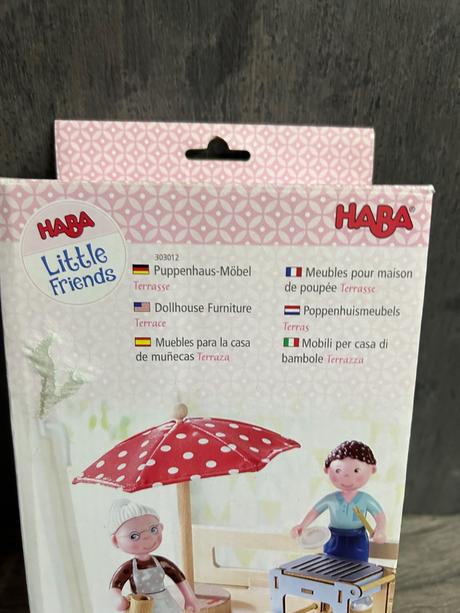 HABA
HABA®
Little
Friends
303012
Puppenhaus-Möbel
Terrasse
Dollhouse Furniture
Terrace
Muebles para la casa
de muñecas Terraza
Meubles pour maison
de poupée Terrasse
Poppenhuismeubels
Terras
Mobili per casa di
bambole Terrazza